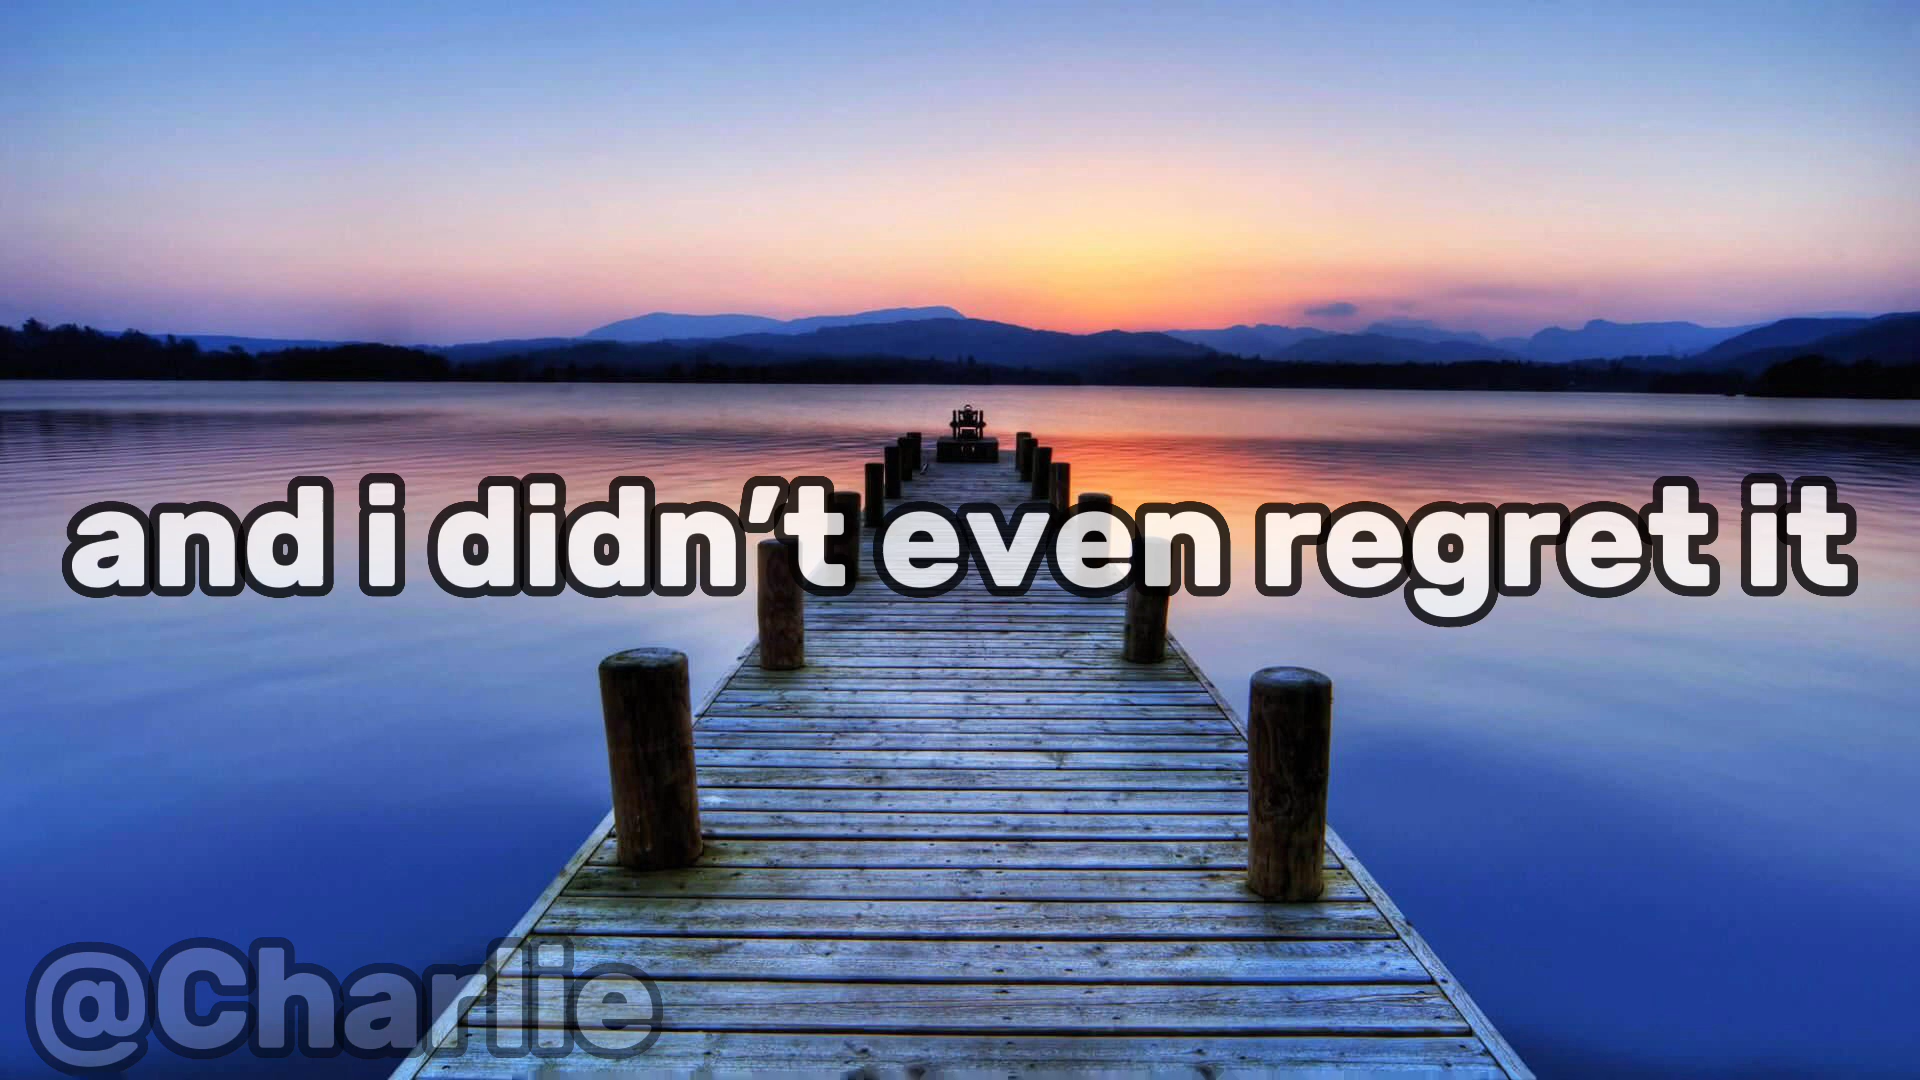 and i didn’t even regret it
@Charlie